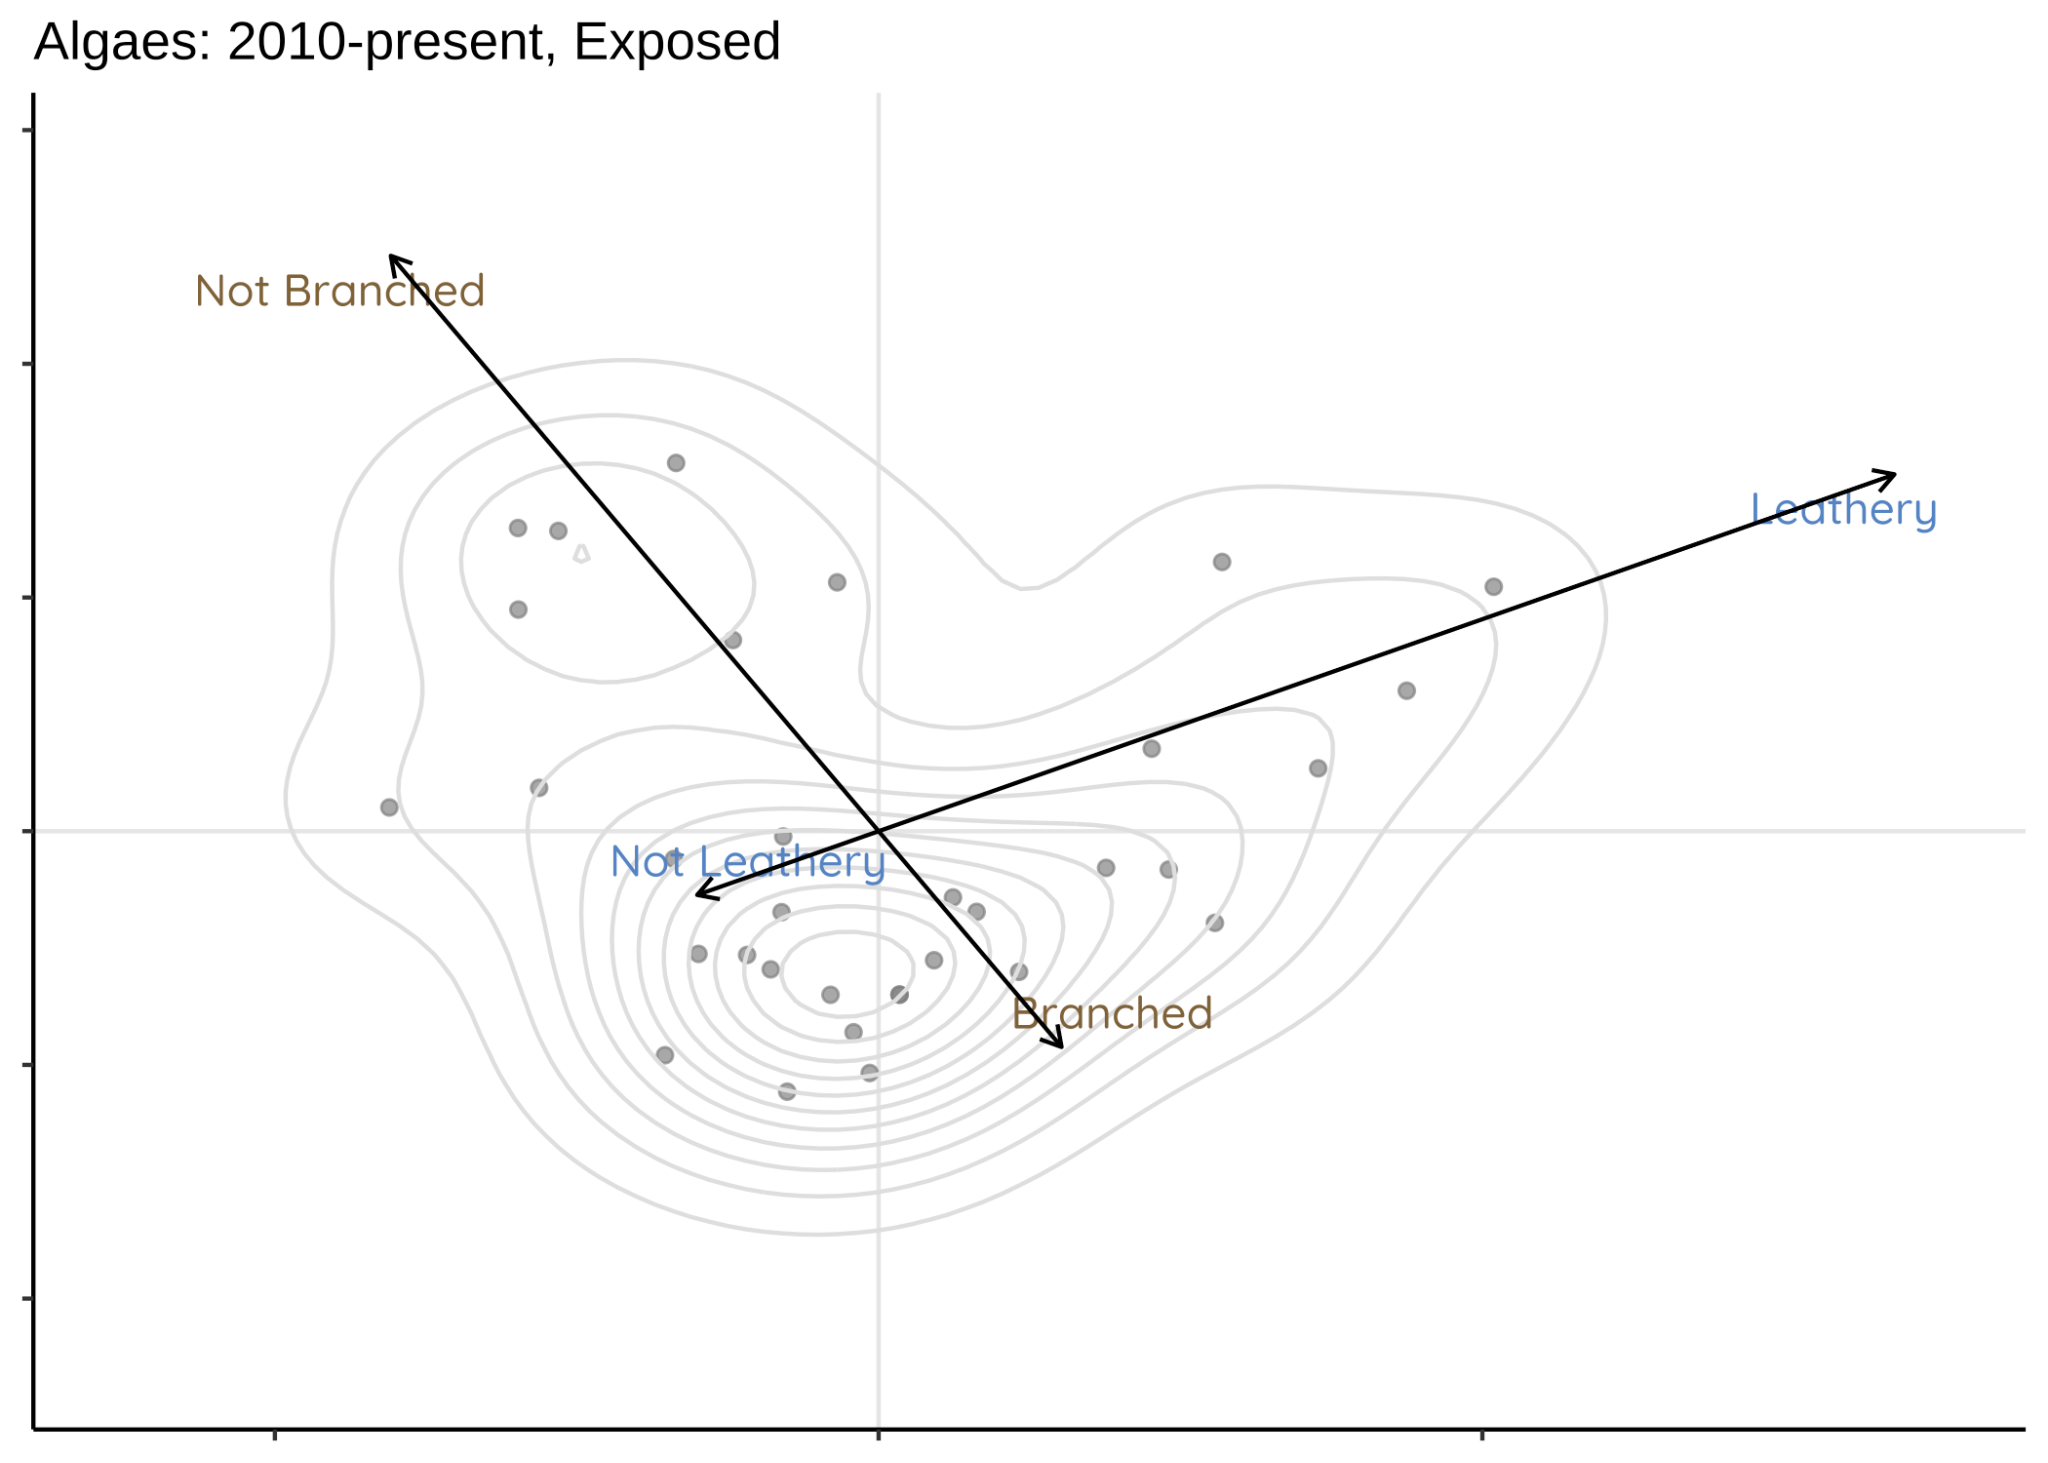 Algaes: 2010-present, Exposed
Not Branched
Leathery
Not Leathery
Branched